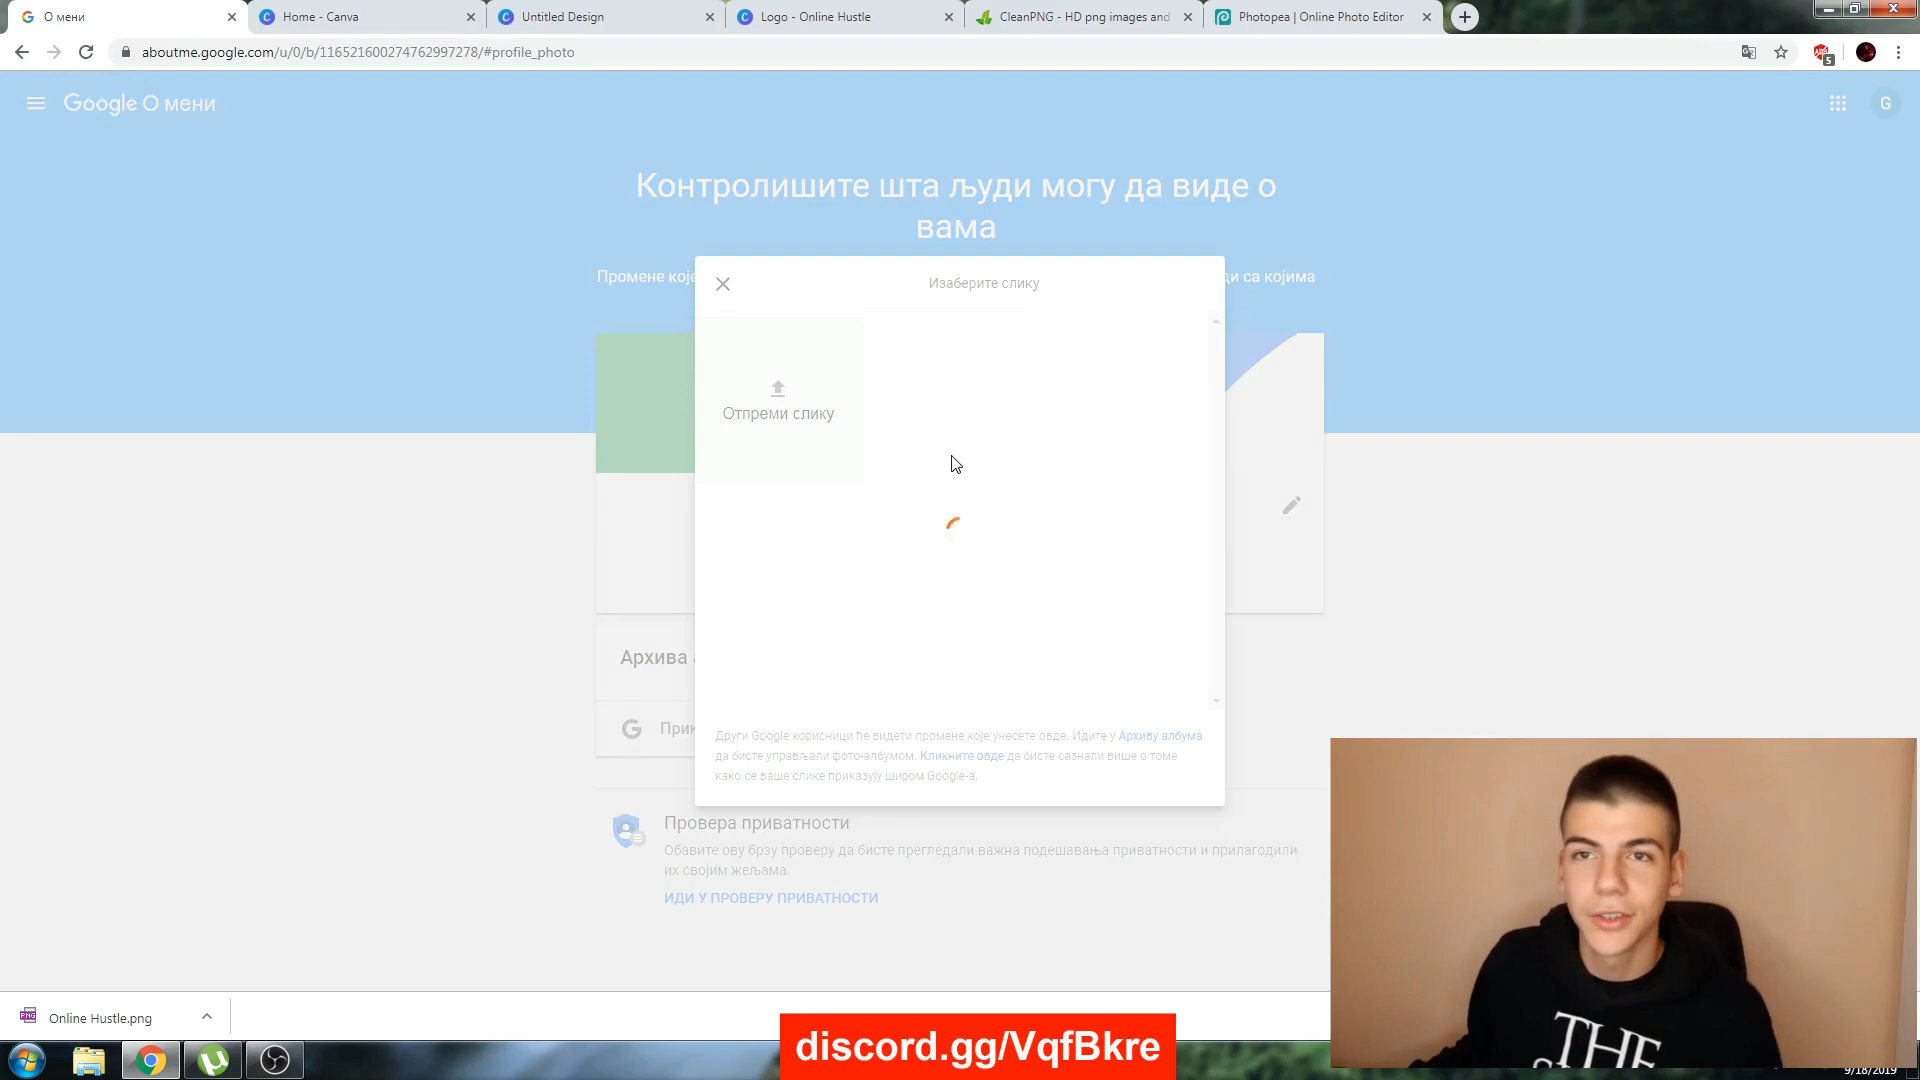 О мени
Home - Canva
Untitled Design
Logo - Online Hustle
CleanPNG - HD png images and
Photopea | Online Photo Editor
aboutme.google.com/u/0/b/116521600274762997278/#profile_photo
5
Google О мени
G
Контролишите шта људи могу да виде о
вама
Промене које
ди са којима
Изаберите слику
Отпреми слику
Архива
G
Други Google корисници ће видети промене које унесете овде. Идите у Архиву албума
да бисте управљали фото-албумом. Кликните овде да бисте сазнали више о томе
како се ваше слике приказују широм Google-а.
Провера приватности
Обавите ову брзу проверу да бисте прегледали важна подешавања приватности и прилагодили
их својим жељама.
ИДИ У ПРОВЕРУ ПРИВАТНОСТИ
THE
PNG
Online Hustle.png
discord.gg/VqfBkre
9/18/2019